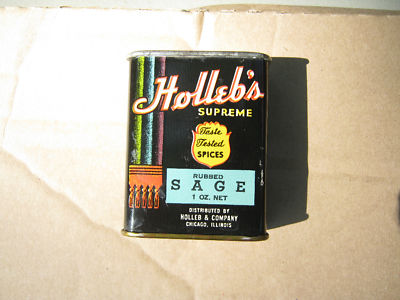 Holleb's
SUPREME
Taste
Tested
SPICES
RUBBED
SAGE
1 OZ. NET
DISTRIBUTED BY
HOLLEB & COMPANY
CHICAGO, ILLINOIS